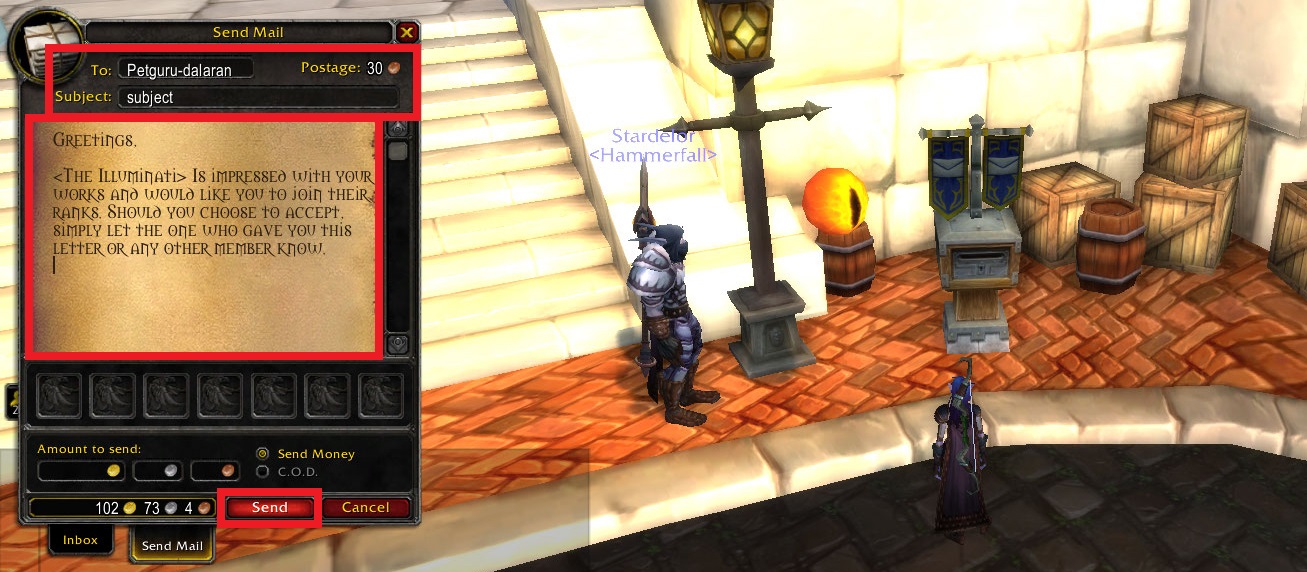 Send Mail
To: Petguru-dalaran Postage: 30
Subject: subject
Greetings,
<The Illuminati> Is impressed with your
works and would like you to join their
ranks. Should you choose to accept,
simply let the one who gave you this
letter or any other member know.
Stardefor
<Hammerfall>
Amount to send:
Send Money
C.O.D.
102 73 4 Send Cancel
Inbox Send Mail